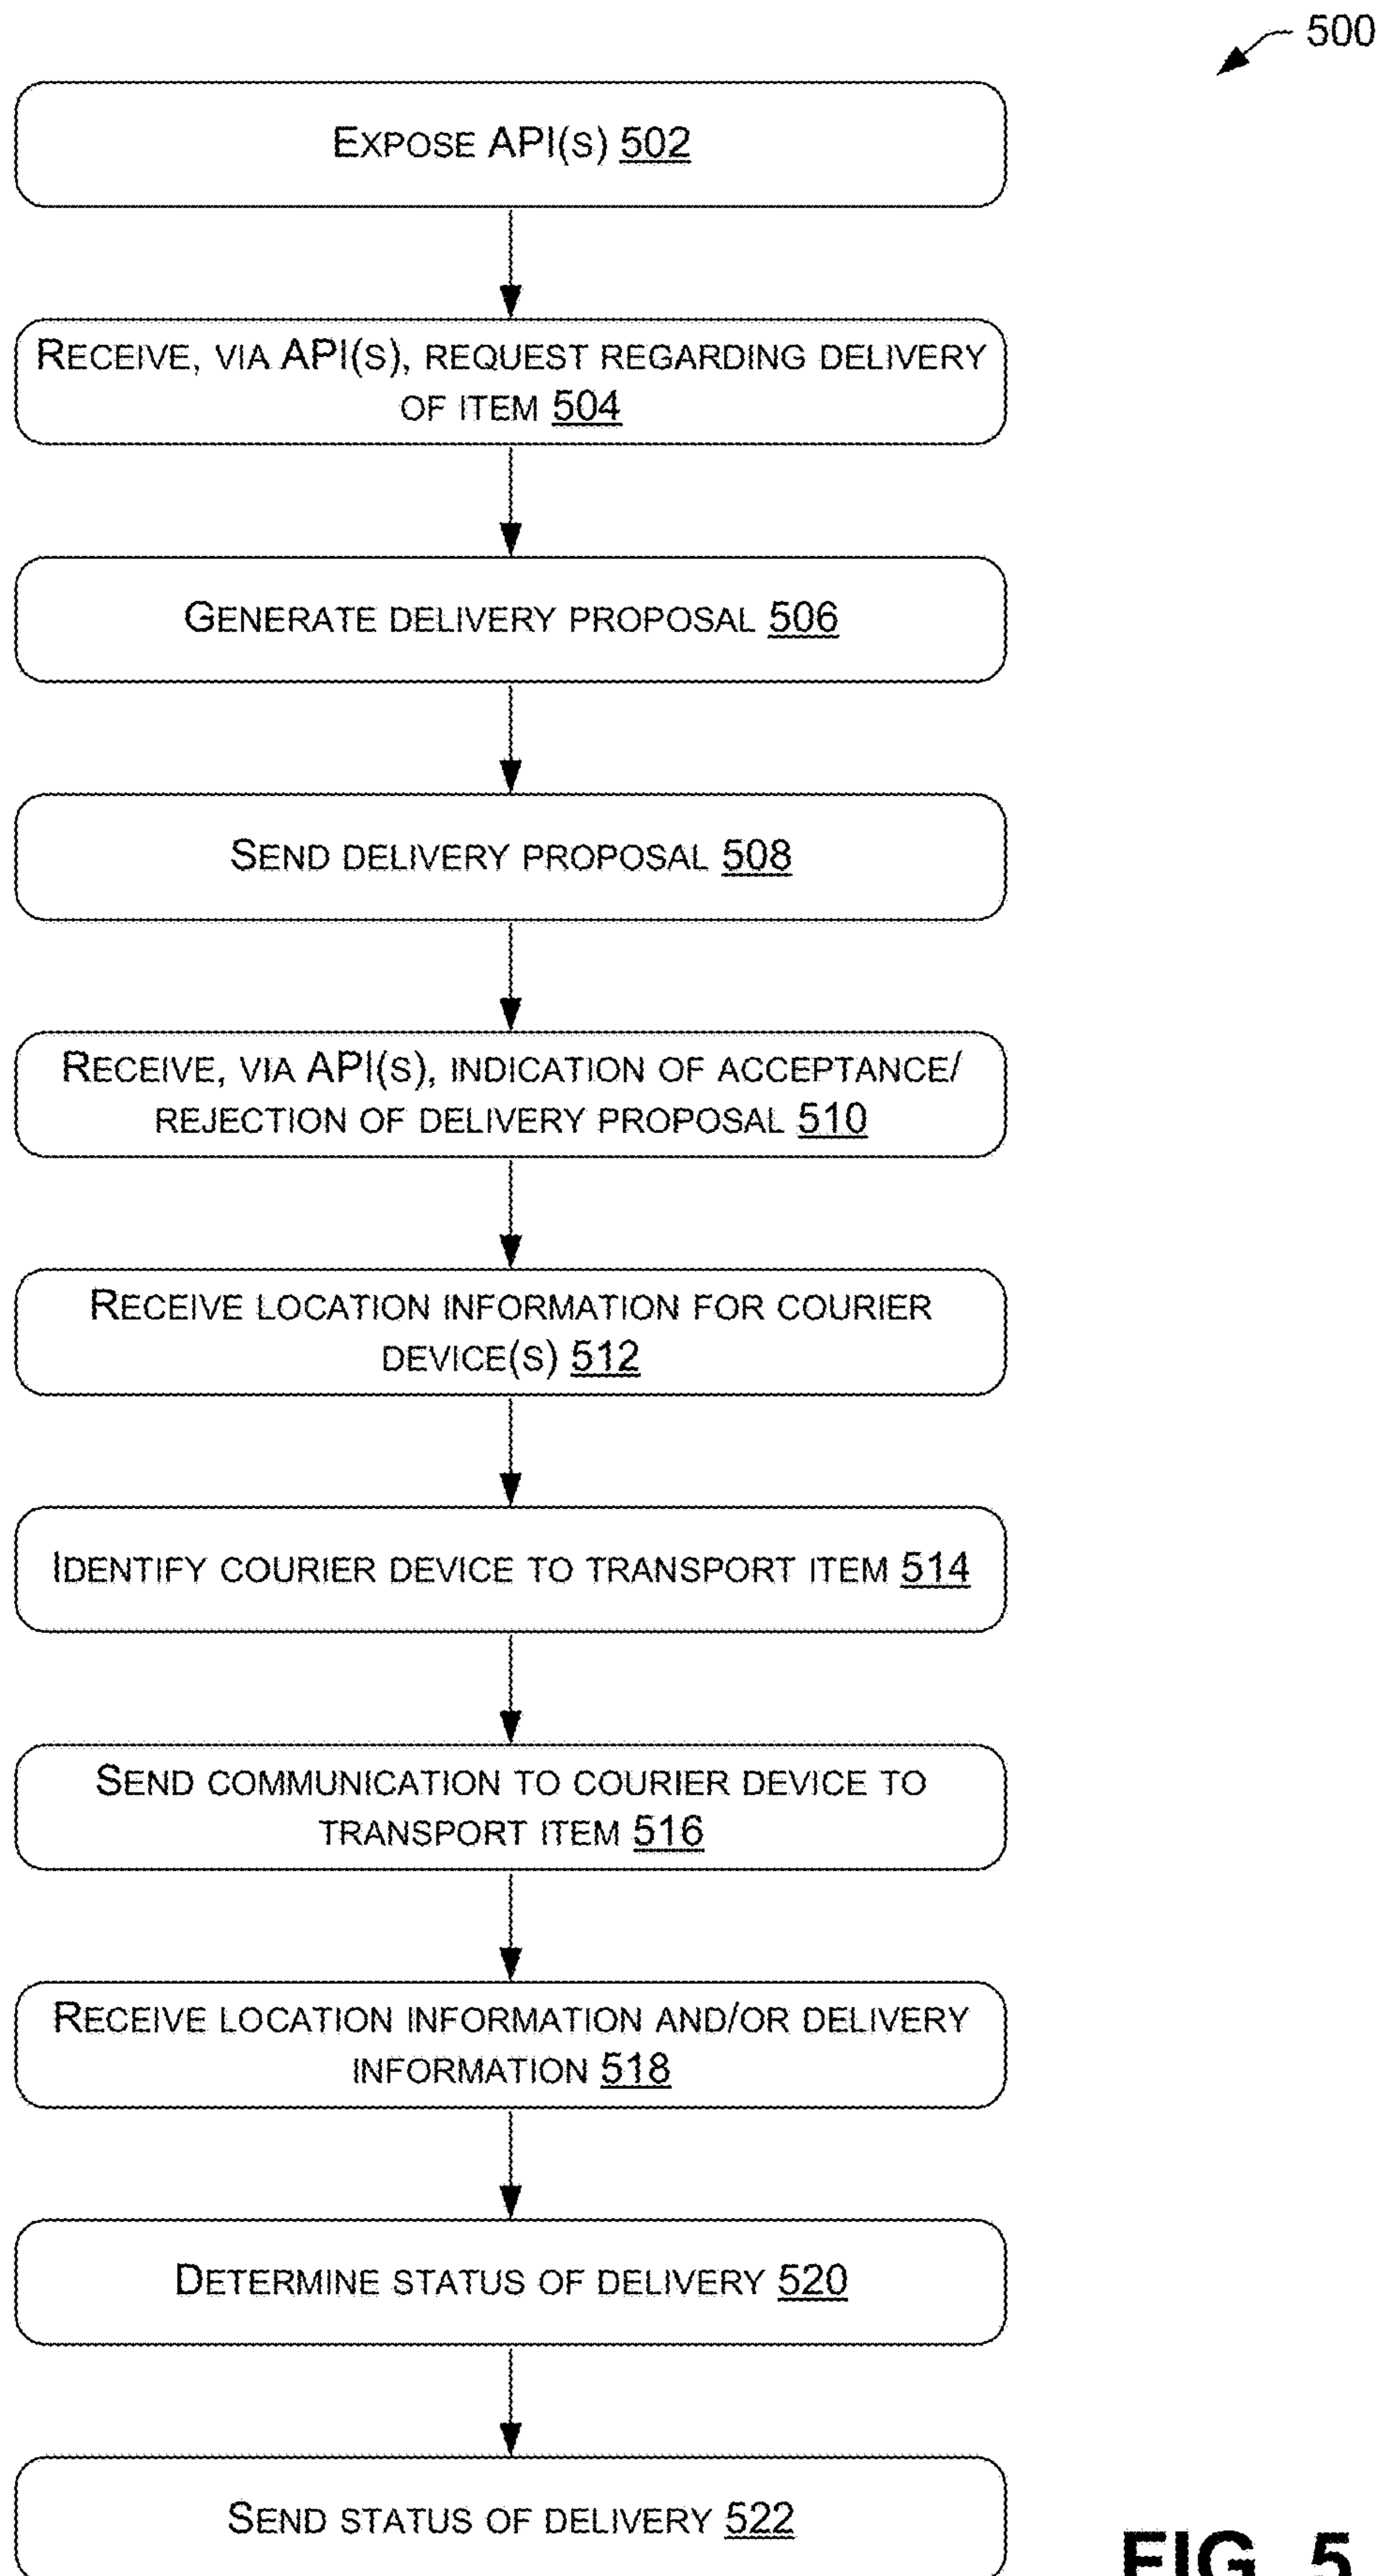 500
EXPOSE API(S) 502
RECEIVE, VIA API(S), REQUEST REGARDING DELIVERY
OF ITEM 504
GENERATE DELIVERY PROPOSAL 506
SEND DELIVERY PROPOSAL 508
RECEIVE, VIA API(S), INDICATION OF ACCEPTANCE/
REJECTION OF DELIVERY PROPOSAL 510
RECEIVE LOCATION INFORMATION FOR COURIER
DEVICE(S) 512
IDENTIFY COURIER DEVICE TO TRANSPORT ITEM 514
SEND COMMUNICATION TO COURIER DEVICE TO
TRANSPORT ITEM 516
RECEIVE LOCATION INFORMATION AND/OR DELIVERY
INFORMATION 518
DETERMINE STATUS OF DELIVERY 520
SEND STATUS OF DELIVERY 522
FIG. 5